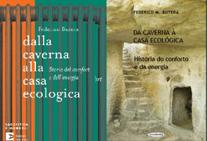 Federico Butera
dalla
caverna
alla
casa
ecologica
Storia del comfort
e dell'energia
FEDERICO M. BUTERA
DA CAVERNA À
CASA ECOLÓGICA
História do conforto
e da energia